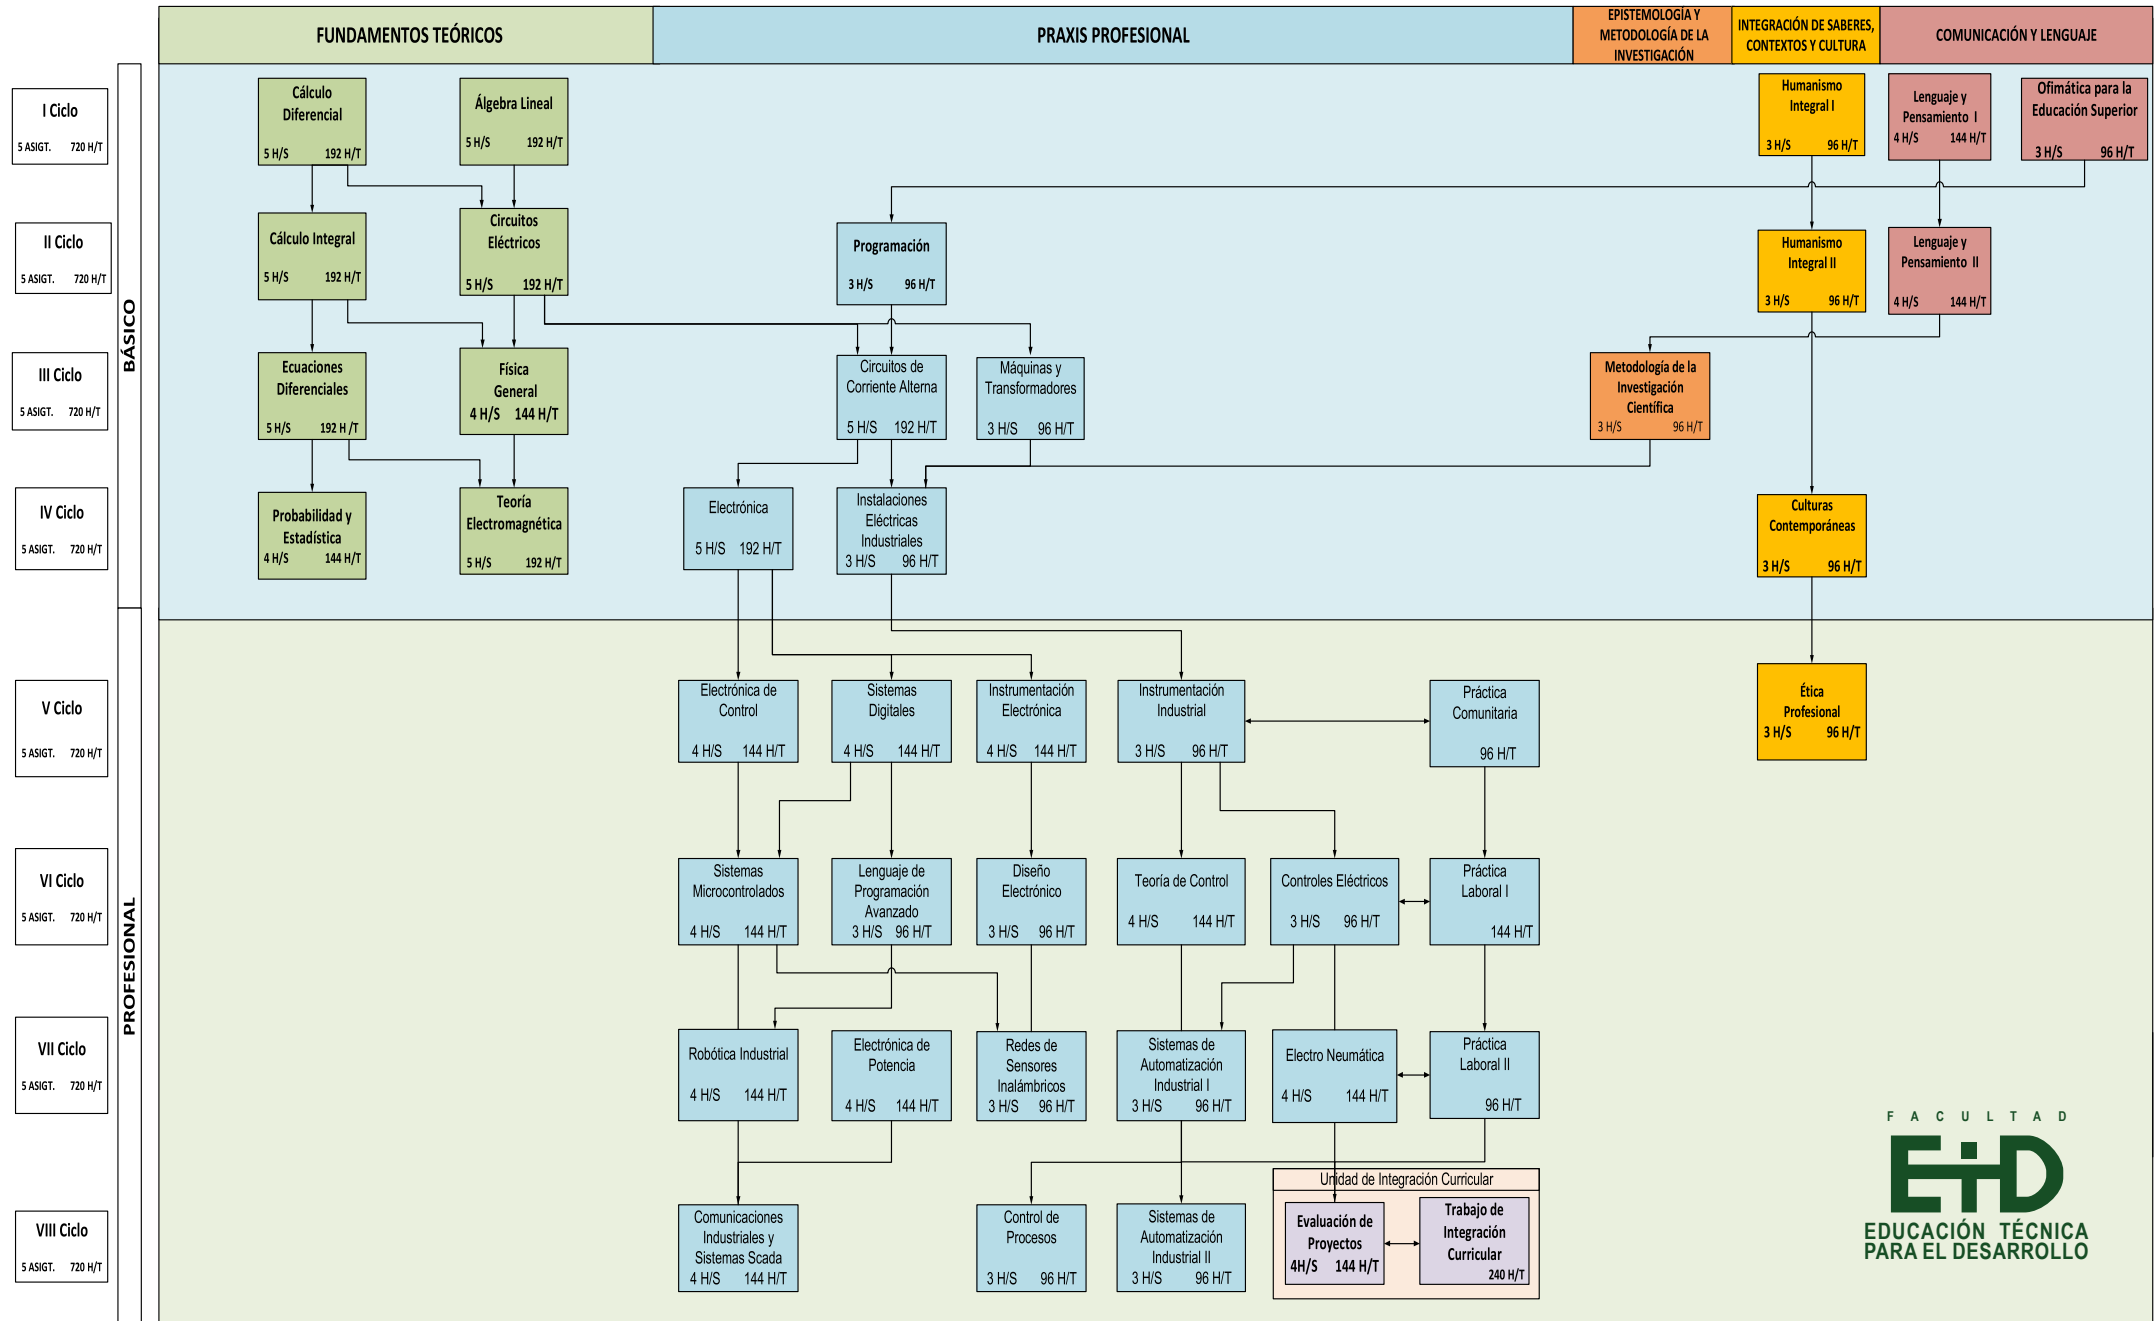 FUNDAMENTOS TEÓRICOS
PRAXIS PROFESIONAL
EPISTEMOLOGÍA Y
METODOLOGÍA DE LA
INVESTIGACIÓN
INTEGRACIÓN DE SABERES,
CONTEXTOS Y CULTURA
COMUNICACIÓN Y LENGUAJE
BÁSICO
I Ciclo
5 ASIGT. 720 H/T
Cálculo
Diferencial
5 H/S 192 H/T
Álgebra Lineal
5 H/S 192 H/T
Humanismo
Integral I
3 H/S 96 H/T
Lenguaje y
Pensamiento I
4 H/S 144 H/T
Ofimática para la
Educación Superior
3 H/S 96 H/T
II Ciclo
5 ASIGT. 720 H/T
Cálculo Integral
5 H/S 192 H/T
Circuitos
Eléctricos
5 H/S 192 H/T
Programación
3 H/S 96 H/T
Humanismo
Integral II
3 H/S 96 H/T
Lenguaje y
Pensamiento II
4 H/S 144 H/T
III Ciclo
5 ASIGT. 720 H/T
Ecuaciones
Diferenciales
5 H/S 192 H /T
Física
General
4 H/S 144 H/T
Circuitos de
Corriente Alterna
5 H/S 192 H/T
Máquinas y
Transformadores
3 H/S 96 H/T
Metodología de la
Investigación
Científica
3 H/S 96 H/T
IV Ciclo
5 ASIGT. 720 H/T
Probabilidad y
Estadística
4 H/S 144 H/T
Teoría
Electromagnética
5 H/S 192 H/T
Electrónica
5 H/S 192 H/T
Instalaciones
Eléctricas
Industriales
3 H/S 96 H/T
Culturas
Contemporáneas
3 H/S 96 H/T
PROFESIONAL
V Ciclo
5 ASIGT. 720 H/T
Electrónica de
Control
4 H/S 144 H/T
Sistemas
Digitales
4 H/S 144 H/T
Instrumentación
Electrónica
4 H/S 144 H/T
Instrumentación
Industrial
3 H/S 96 H/T
Práctica
Comunitaria
96 H/T
Ética
Profesional
3 H/S 96 H/T
VI Ciclo
5 ASIGT. 720 H/T
Sistemas
Microcontrolados
4 H/S 144 H/T
Lenguaje de
Programación
Avanzado
3 H/S 96 H/T
Diseño
Electrónico
3 H/S 96 H/T
Teoría de Control
4 H/S 144 H/T
Controles Eléctricos
3 H/S 96 H/T
Práctica
Laboral I
144 H/T
VII Ciclo
5 ASIGT. 720 H/T
Robótica Industrial
4 H/S 144 H/T
Electrónica de
Potencia
4 H/S 144 H/T
Redes de
Sensores
Inalámbricos
3 H/S 96 H/T
Sistemas de
Automatización
Industrial I
3 H/S 96 H/T
Electro Neumática
4 H/S 144 H/T
Práctica
Laboral II
96 H/T
VIII Ciclo
5 ASIGT. 720 H/T
Comunicaciones
Industriales y
Sistemas Scada
4 H/S 144 H/T
Control de
Procesos
3 H/S 96 H/T
Sistemas de
Automatización
Industrial II
3 H/S 96 H/T
Unidad de Integración Curricular
Evaluación de
Proyectos
4H/S 144 H/T
Trabajo de
Integración
Curricular
240 H/T
FACULTAD
ETD
EDUCACIÓN TÉCNICA
PARA EL DESARROLLO